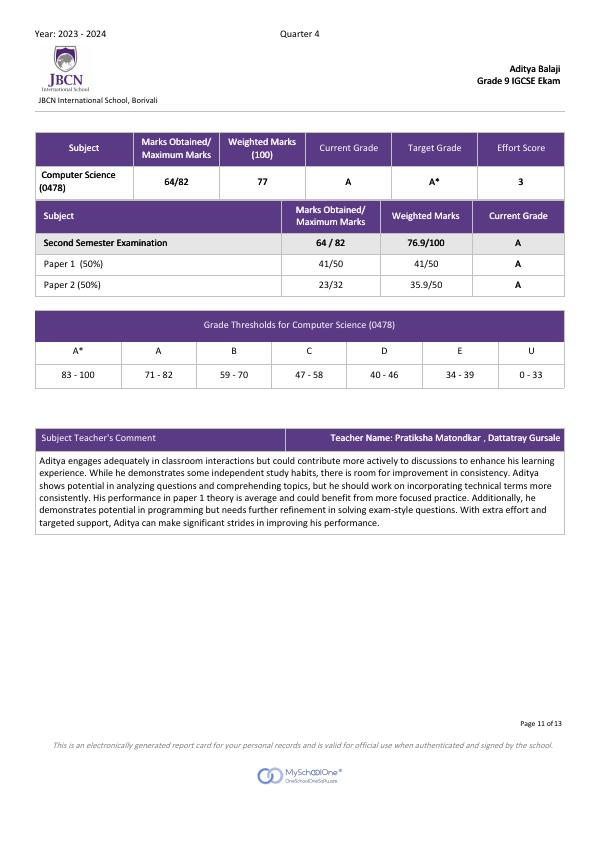 Year: 2023 - 2024 Quarter 4
JBCN
International School
Aditya Balaji
Grade 9 IGCSE Ekam
JBCN International School, Borivali
Subject Marks Obtained/ Maximum Marks Weighted Marks (100) Current Grade Target Grade Effort Score
Computer Science (0478) 64/82 77 A A* 3
Subject Marks Obtained/ Maximum Marks Weighted Marks Current Grade
Second Semester Examination 64 / 82 76.9/100 A
Paper 1 (50%) 41/50 41/50 A
Paper 2 (50%) 23/32 35.9/50 A
Grade Thresholds for Computer Science (0478)
A* A B C D E U
83 - 100 71 - 82 59 - 70 47 - 58 40 - 46 34 - 39 0 - 33
Subject Teacher's Comment Teacher Name: Pratiksha Matondkar , Dattatray Gursale
Aditya engages adequately in classroom interactions but could contribute more actively to discussions to enhance his learning
experience. While he demonstrates some independent study habits, there is room for improvement in consistency. Aditya
shows potential in analyzing questions and comprehending topics, but he should work on incorporating technical terms more
consistently. His performance in paper 1 theory is average and could benefit from more focused practice. Additionally, he
demonstrates potential in programming but needs further refinement in solving exam-style questions. With extra effort and
targeted support, Aditya can make significant strides in improving his performance.
Page 11 of 13
This is an electronically generated report card for your personal records and is valid for official use when authenticated and signed by the school.
MySchoolOne®
OneSchoolOneSoftware